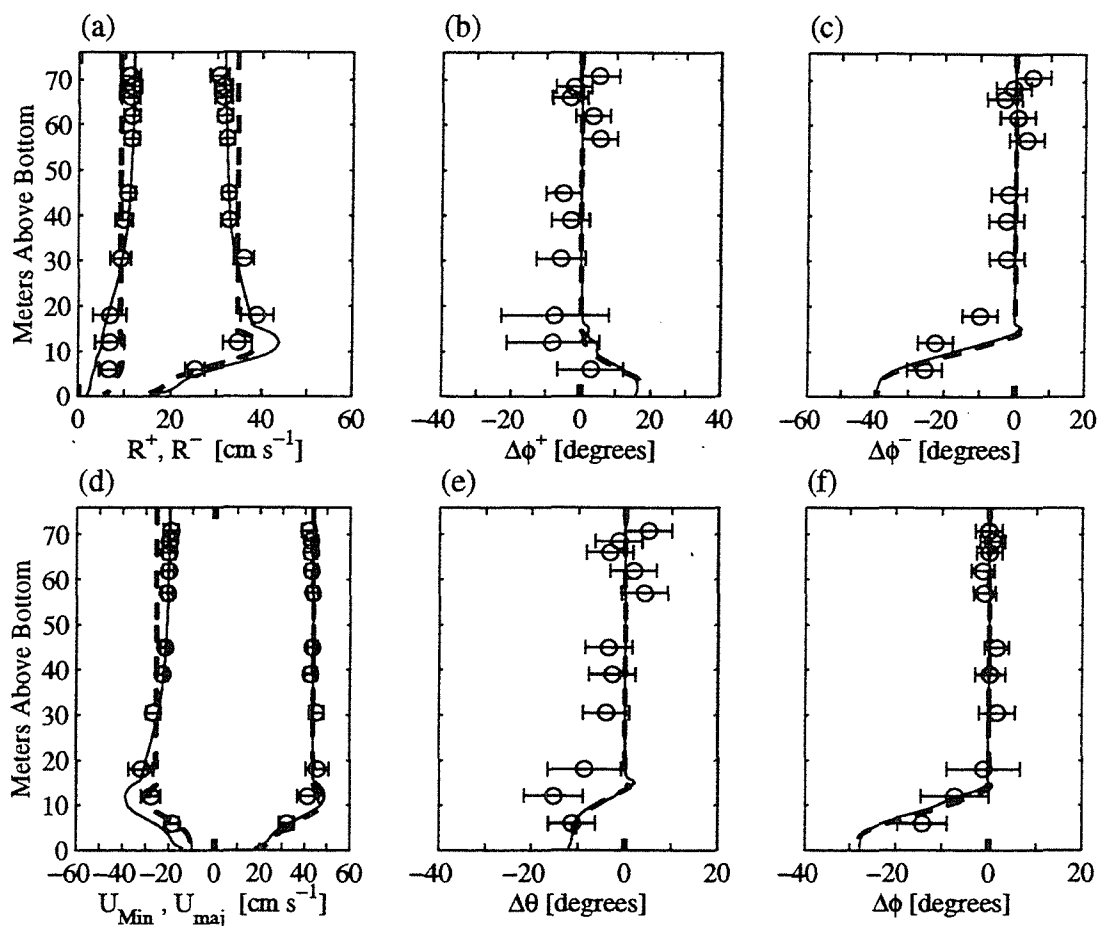 (a) (b) (c)
Meters Above Bottom
70
60
50
40
30
20
10
0
0 20 40 60
R⁺, R⁻ [cm s⁻¹]
−40 −20 0 20 40
Δϕ⁺ [degrees]
−40 −20 0 20
Δϕ⁻ [degrees]
(d) (e) (f)
Meters Above Bottom
70
60
50
40
30
20
10
0
−60 −40 −20 0 20 40 60
U_Min, U_maj [cm s⁻¹]
−40 −20 0 20
Δθ [degrees]
−40 −20 0 20
Δϕ [degrees]